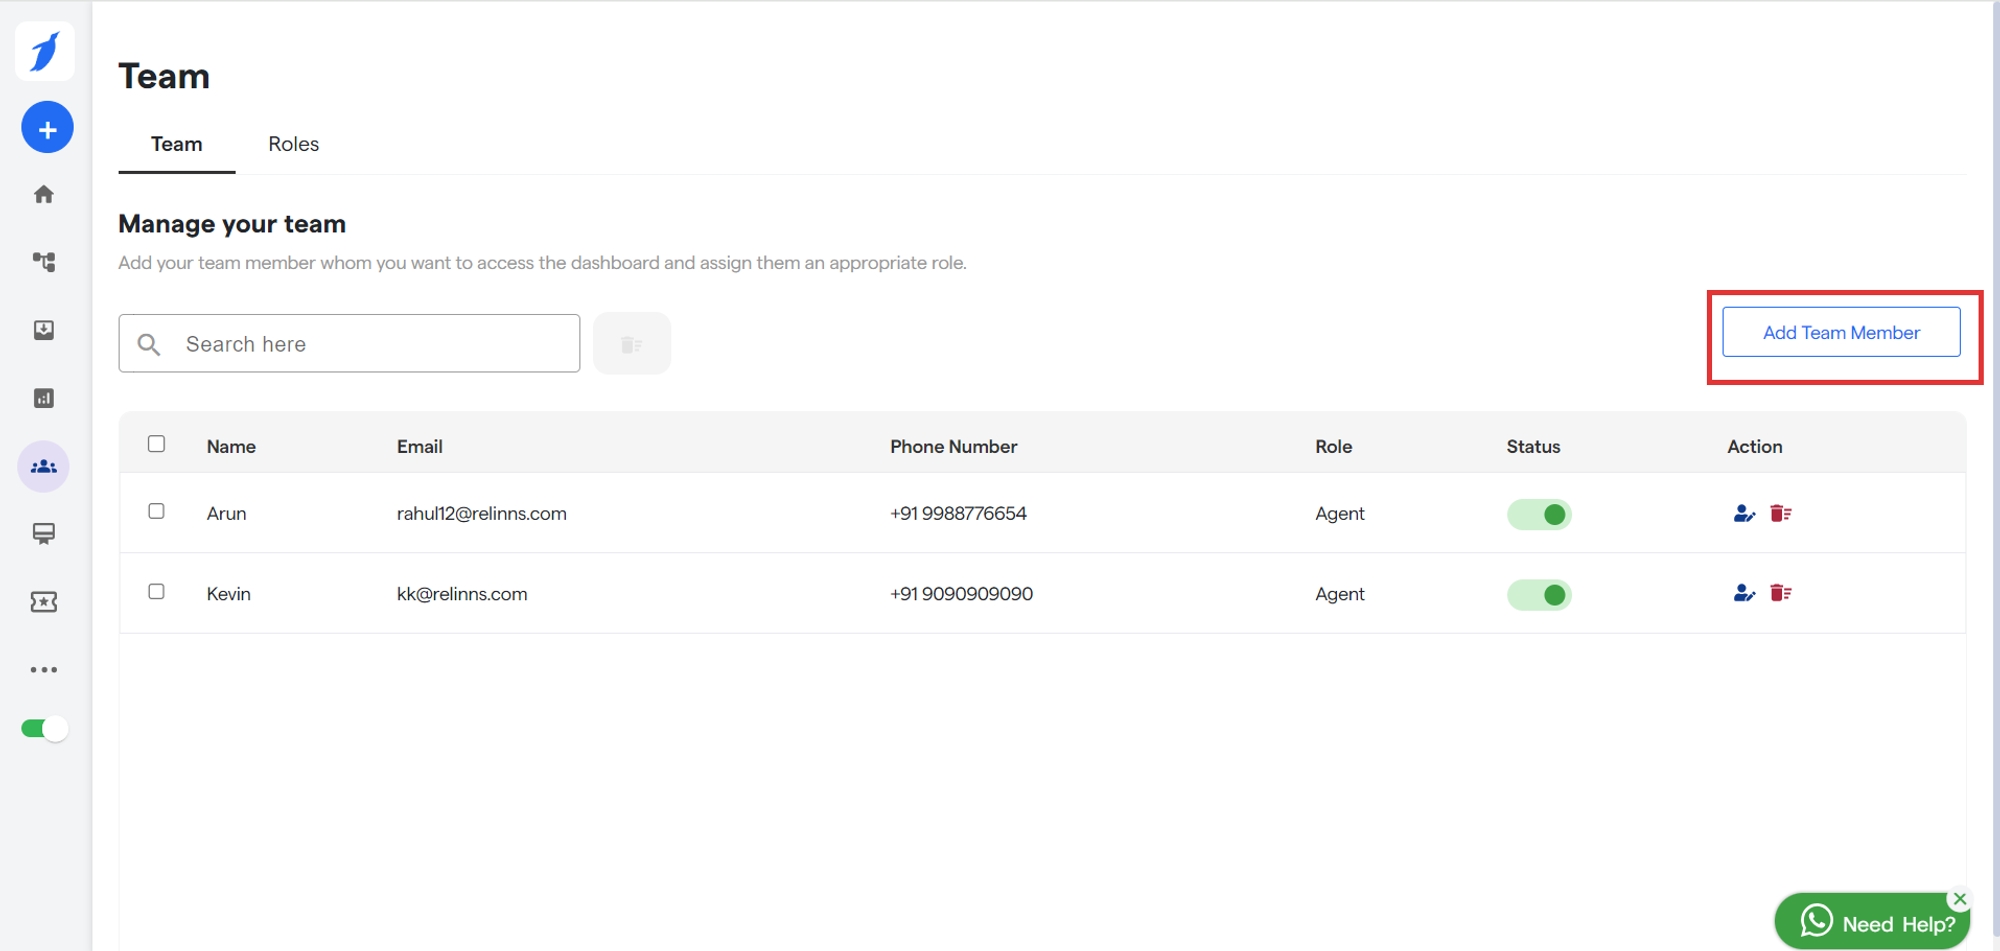 Team
Team Roles
Manage your team
Add your team member whom you want to access the dashboard and assign them an appropriate role.
Search here
Add Team Member
Name Email Phone Number Role Status Action
Arun rahul12@relinns.com +91 9988776654 Agent
Kevin kk@relinns.com +91 9090909090 Agent
Need Help?